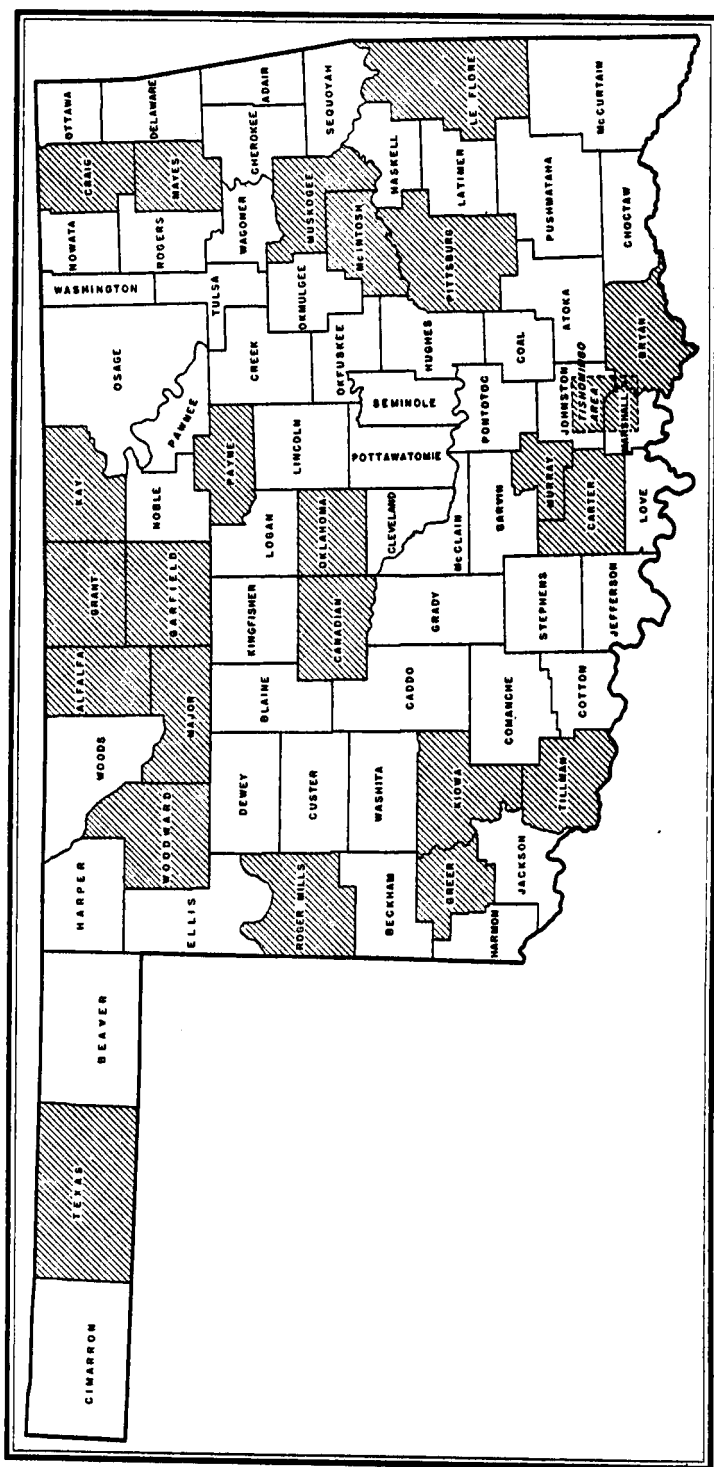 CIMARRON
TEXAS
BEAVER
HARPER
WOODS
ALFALFA
GRANT
KAY
OSAGE
WASHINGTON
NOWATA
CRAIG
OTTAWA
WOODWARD
ELLIS
MAJOR
GARFIELD
NOBLE
PAWNEE
ROGERS
MAYES
DELAWARE
TULSA
ROGER MILLS
DEWEY
BLAINE
KINGFISHER
LOGAN
PAYNE
CREEK
WAGONER
CHEROKEE
ADAIR
CUSTER
CANADIAN
OKLAHOMA
LINCOLN
OKMULGEE
MUSKOGEE
SEQUOYAH
BECKHAM
WASHITA
CADDO
GRADY
CLEVELAND
POTTAWATOMIE
SEMINOLE
OKFUSKEE
MCINTOSH
HASKELL
HUGHES
PITTSBURG
LATIMER
LE FLORE
GREER
KIOWA
HARMON
JACKSON
COMANCHE
MCCLAIN
GARVIN
PONTOTOC
COAL
TILLMAN
COTTON
STEPHENS
MURRAY
CARTER
JOHNSTON
TISHOMINGO
AREA
ATOKA
PUSHMATAHA
MCCURTAIN
JEFFERSON
LOVE
MARSHALL
BRYAN
CHOCTAW